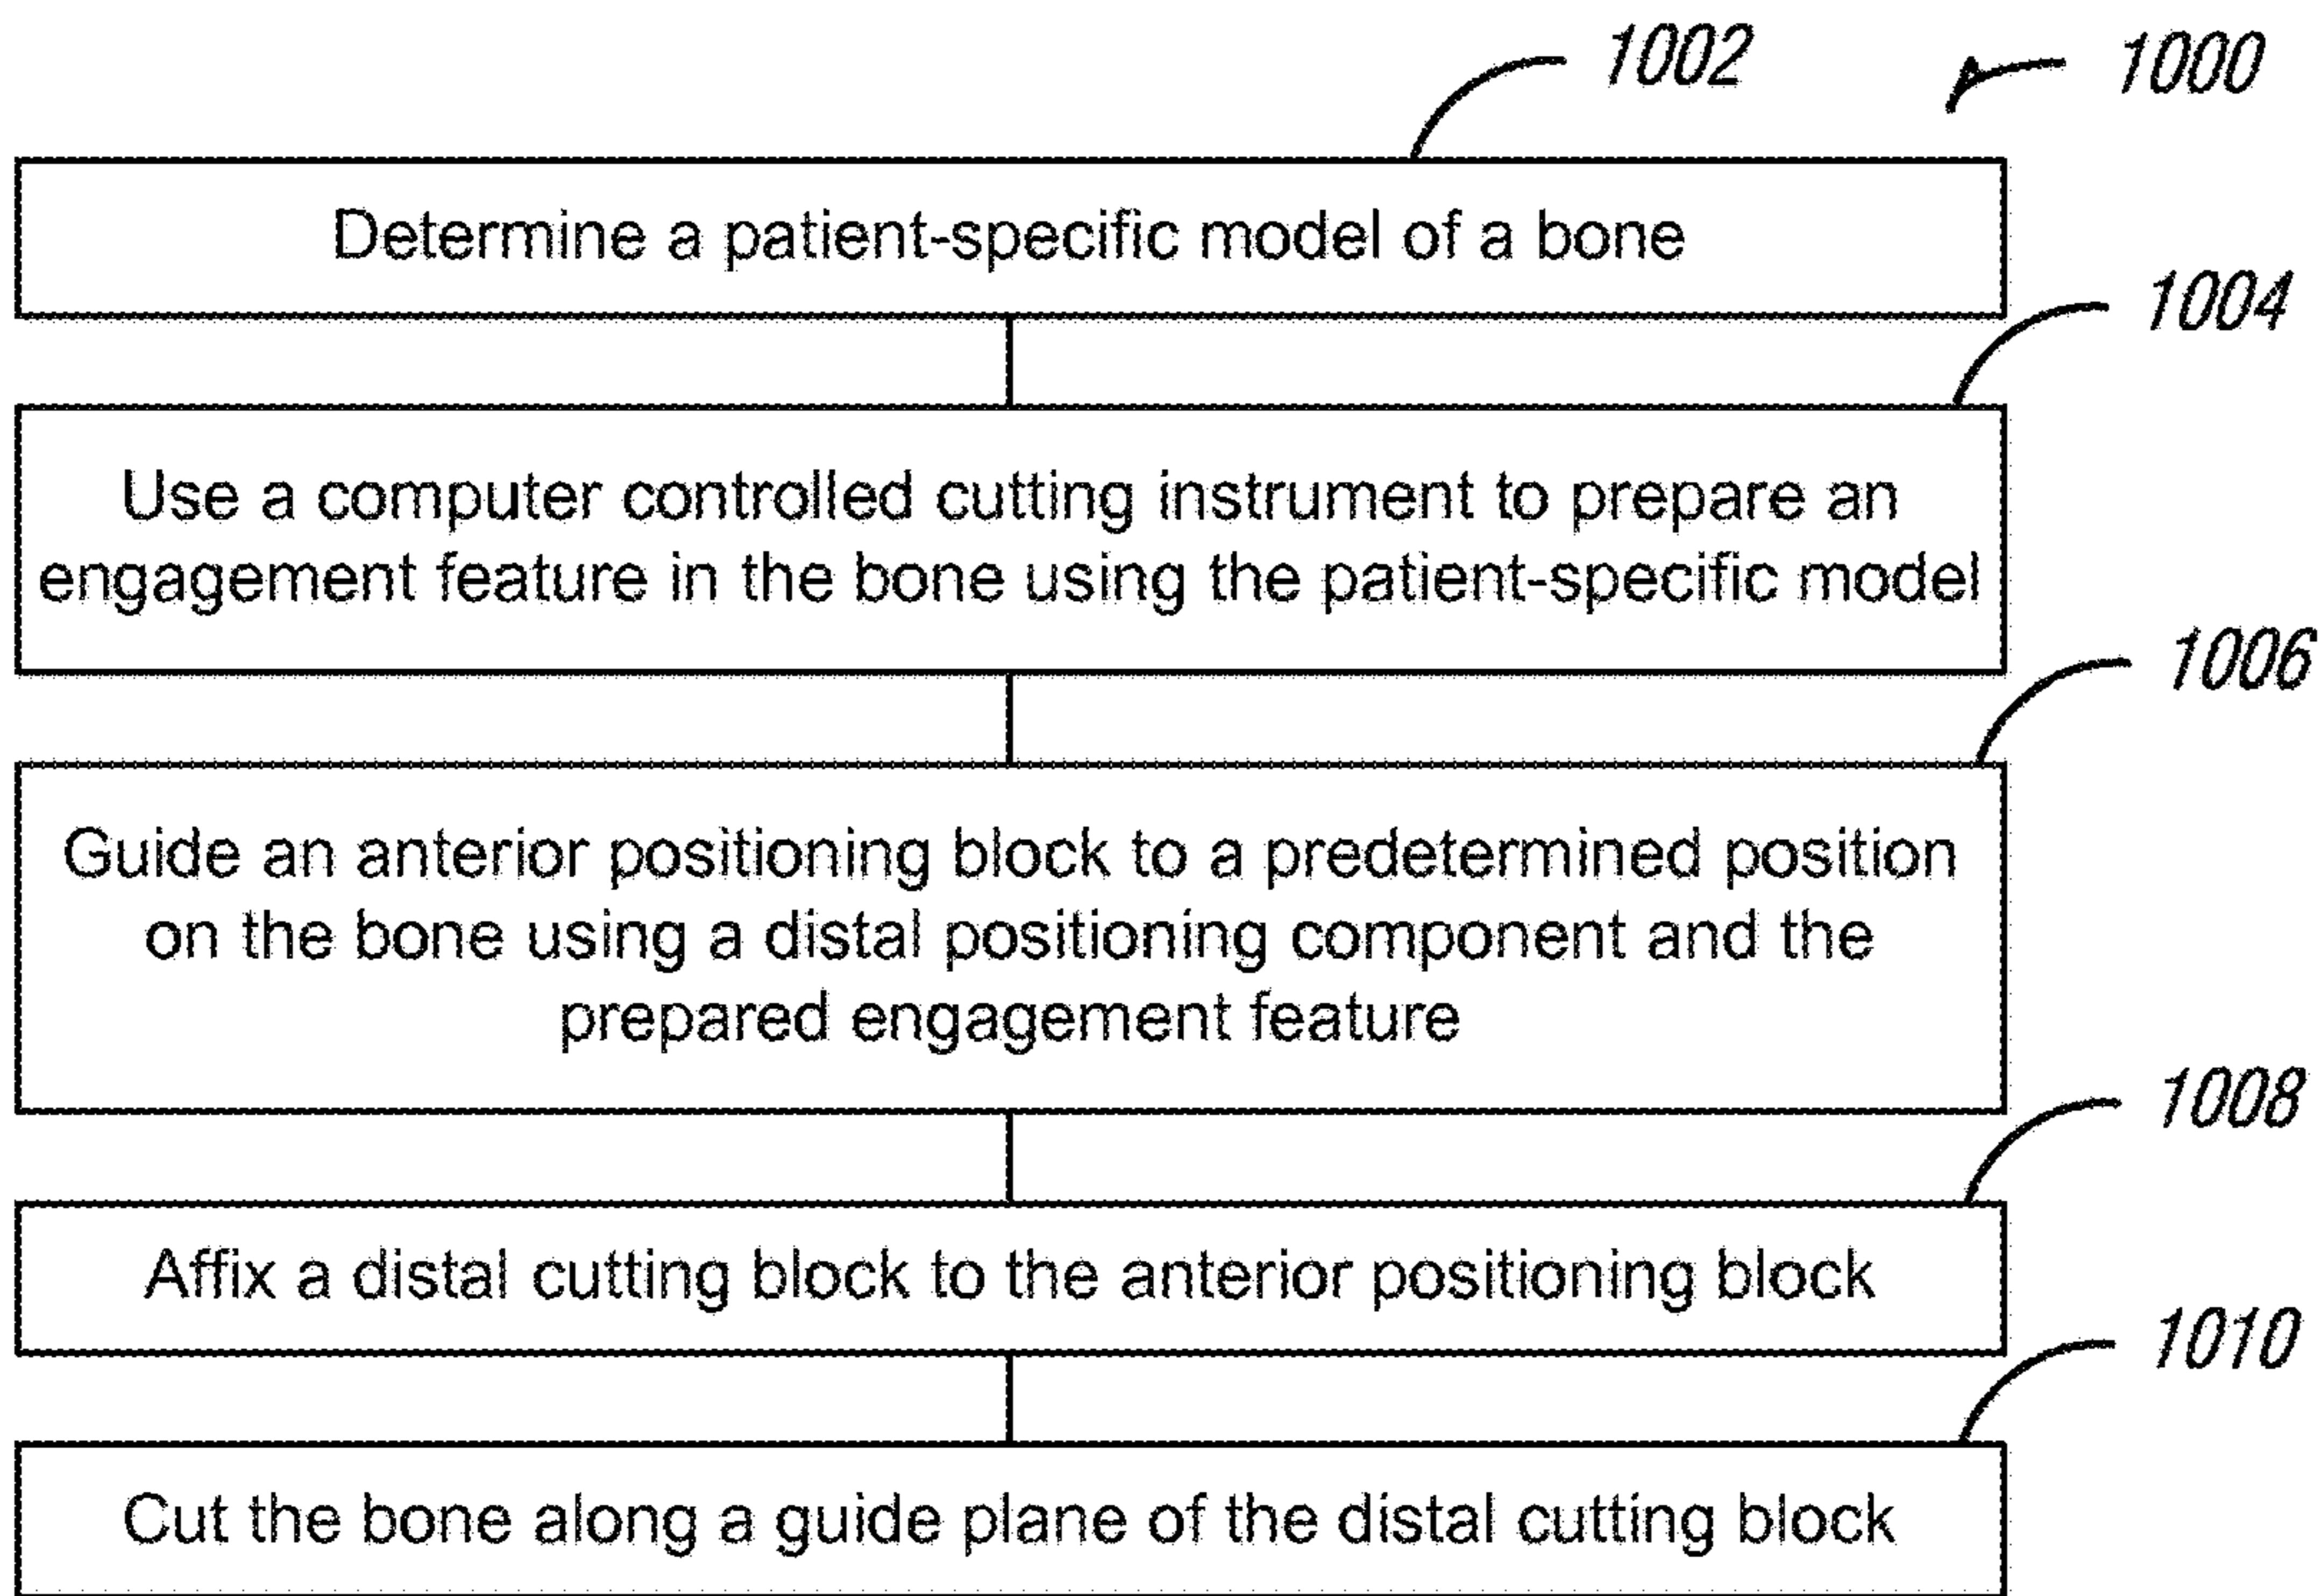 1002
1000
Determine a patient-specific model of a bone
1004
Use a computer controlled cutting instrument to prepare an
engagement feature in the bone using the patient-specific model
1006
Guide an anterior positioning block to a predetermined position
on the bone using a distal positioning component and the
prepared engagement feature
1008
Affix a distal cutting block to the anterior positioning block
1010
Cut the bone along a guide plane of the distal cutting block